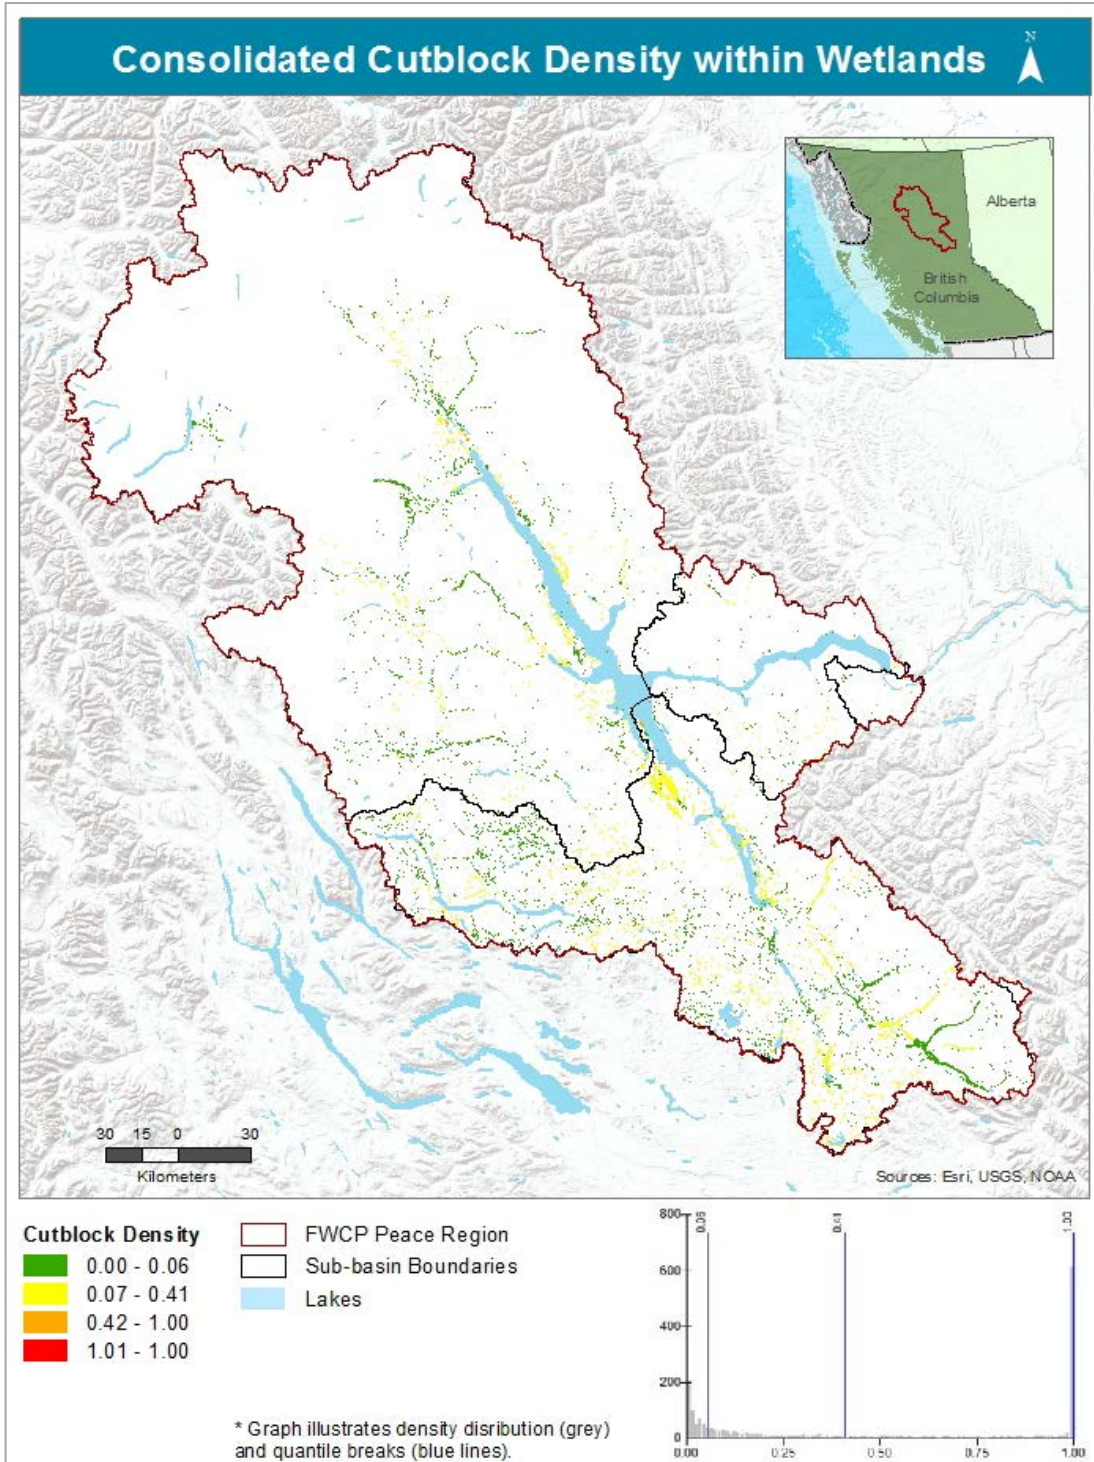 Consolidated Cutblock Density within Wetlands
N
Alberta
British
Columbia
30 15 0 30
Kilometers
Sources: Esri, USGS, NOAA
Cutblock Density
0.00 - 0.06
0.07 - 0.41
0.42 - 1.00
1.01 - 1.00
FWCP Peace Region
Sub-basin Boundaries
Lakes
* Graph illustrates density disribution (grey)
and quantile breaks (blue lines).
0.06
0.41
1.00
800
600
400
200
0
0.00 0.25 0.50 0.75 1.00